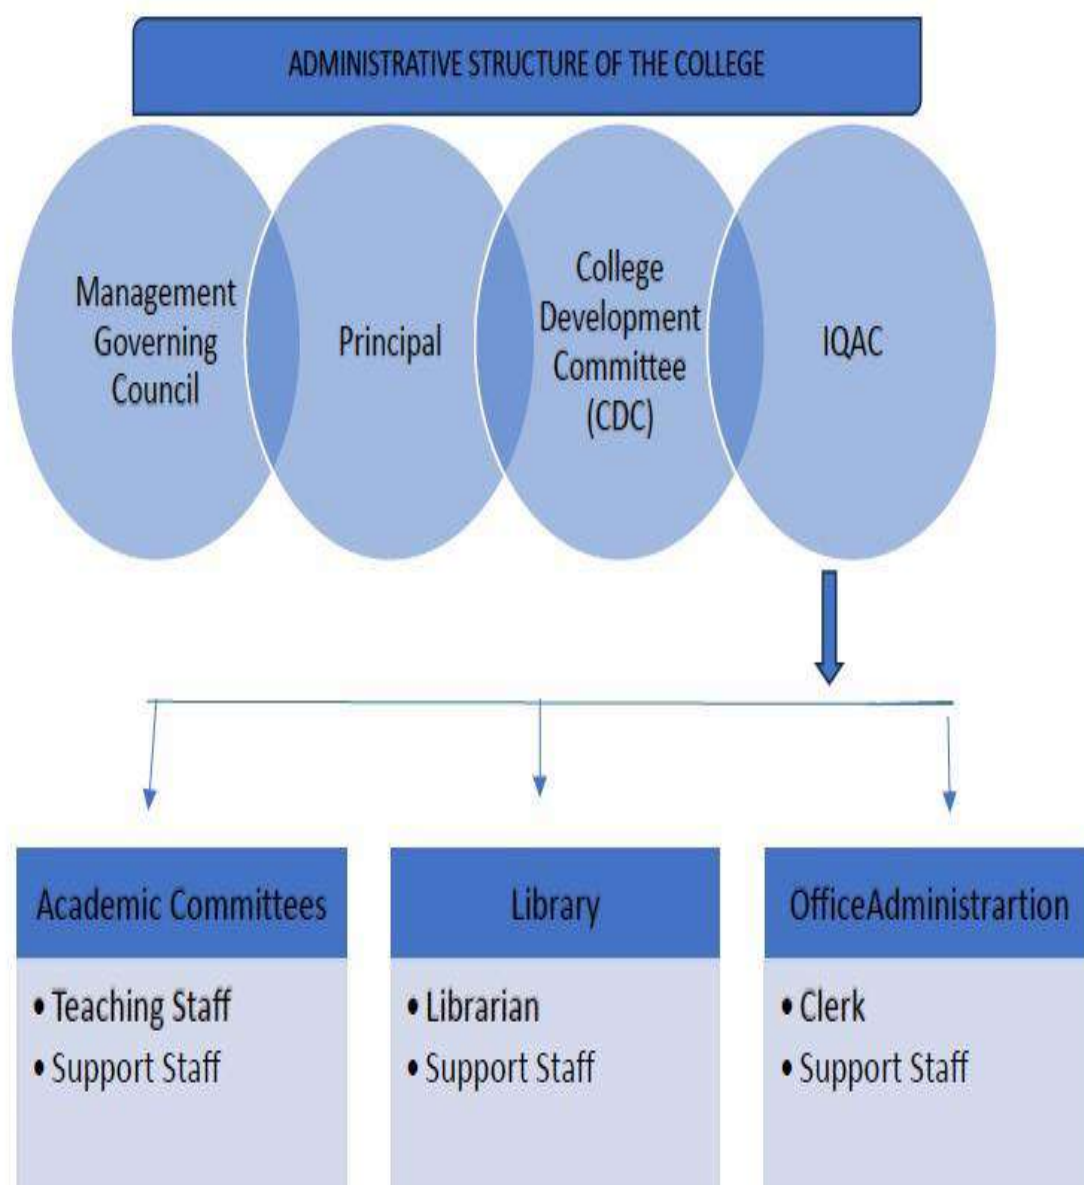 ADMINISTRATIVE STRUCTURE OF THE COLLEGE
Management
Governing
Council
Principal
College
Development
Committee
(CDC)
IQAC
Academic Committees
• Teaching Staff
• Support Staff
Library
• Librarian
• Support Staff
OfficeAdministrartion
• Clerk
• Support Staff